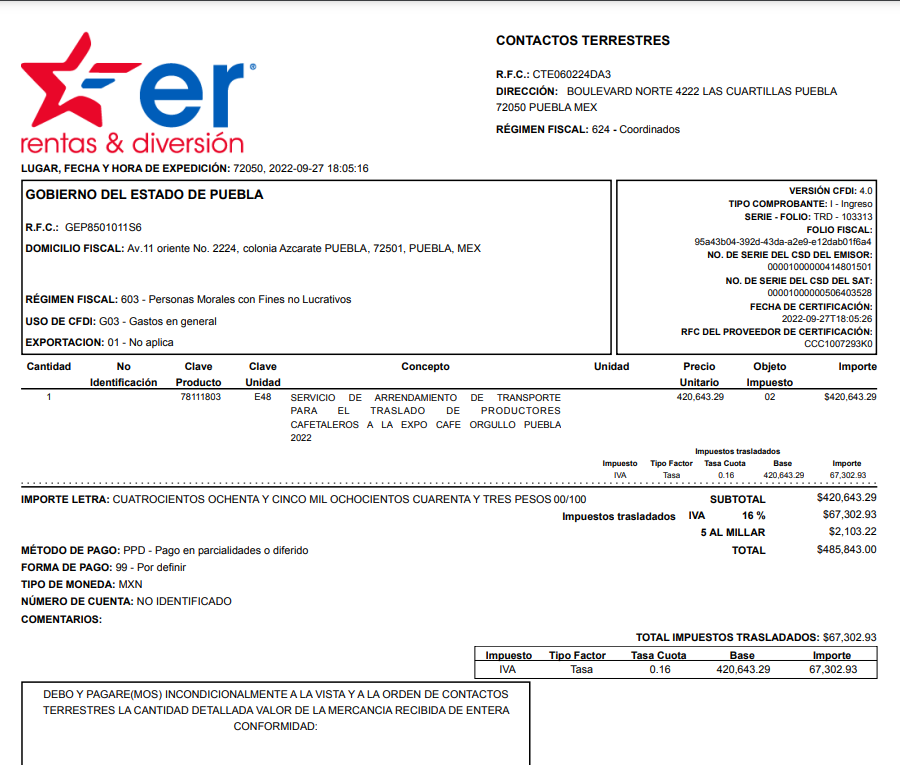 er
rentas & diversión
CONTACTOS TERRESTRES
R.F.C.: CTE060224DA3
DIRECCIÓN: BOULEVARD NORTE 4222 LAS CUARTILLAS PUEBLA
72050 PUEBLA MEX
RÉGIMEN FISCAL: 624 - Coordinados
LUGAR, FECHA Y HORA DE EXPEDICIÓN: 72050, 2022-09-27 18:05:16
GOBIERNO DEL ESTADO DE PUEBLA
R.F.C.: GEP8501011S6
DOMICILIO FISCAL: Av.11 oriente No. 2224, colonia Azcarate PUEBLA, 72501, PUEBLA, MEX
RÉGIMEN FISCAL: 603 - Personas Morales con Fines no Lucrativos
USO DE CFDI: G03 - Gastos en general
EXPORTACION: 01 - No aplica
VERSIÓN CFDI: 4.0
TIPO COMPROBANTE: I - Ingreso
SERIE - FOLIO: TRD - 103313
FOLIO FISCAL:
95a43b04-392d-43da-a2e9-e12dab01f6a4
NO. DE SERIE DEL CSD DEL EMISOR:
00001000000414801501
NO. DE SERIE DEL CSD DEL SAT:
00001000000506403528
FECHA DE CERTIFICACIÓN:
2022-09-27T18:05:26
RFC DEL PROVEEDOR DE CERTIFICACIÓN:
CCC1007293K0
Cantidad No Clave Clave Concepto Unidad Precio Objeto Importe
Identificación Producto Unidad Unitario Impuesto
1 78111803 E48 SERVICIO DE ARRENDAMIENTO DE TRANSPORTE 420,643.29 02 $420,643.29
PARA EL TRASLADO DE PRODUCTORES
CAFETALEROS A LA EXPO CAFE ORGULLO PUEBLA
2022
Impuestos trasladados
Impuesto Tipo Factor Tasa Cuota Base Importe
IVA Tasa 0.16 420,643.29 67,302.93
IMPORTE LETRA: CUATROCIENTOS OCHENTA Y CINCO MIL OCHOCIENTOS CUARENTA Y TRES PESOS 00/100
SUBTOTAL $420,643.29
Impuestos trasladados IVA 16 % $67,302.93
5 AL MILLAR $2,103.22
TOTAL $485,843.00
MÉTODO DE PAGO: PPD - Pago en parcialidades o diferido
FORMA DE PAGO: 99 - Por definir
TIPO DE MONEDA: MXN
NÚMERO DE CUENTA: NO IDENTIFICADO
COMENTARIOS:
TOTAL IMPUESTOS TRASLADADOS: $67,302.93
Impuesto Tipo Factor Tasa Cuota Base Importe
IVA Tasa 0.16 420,643.29 67,302.93
DEBO Y PAGARE(MOS) INCONDICIONALMENTE A LA VISTA Y A LA ORDEN DE CONTACTOS
TERRESTRES LA CANTIDAD DETALLADA VALOR DE LA MERCANCIA RECIBIDA DE ENTERA
CONFORMIDAD: